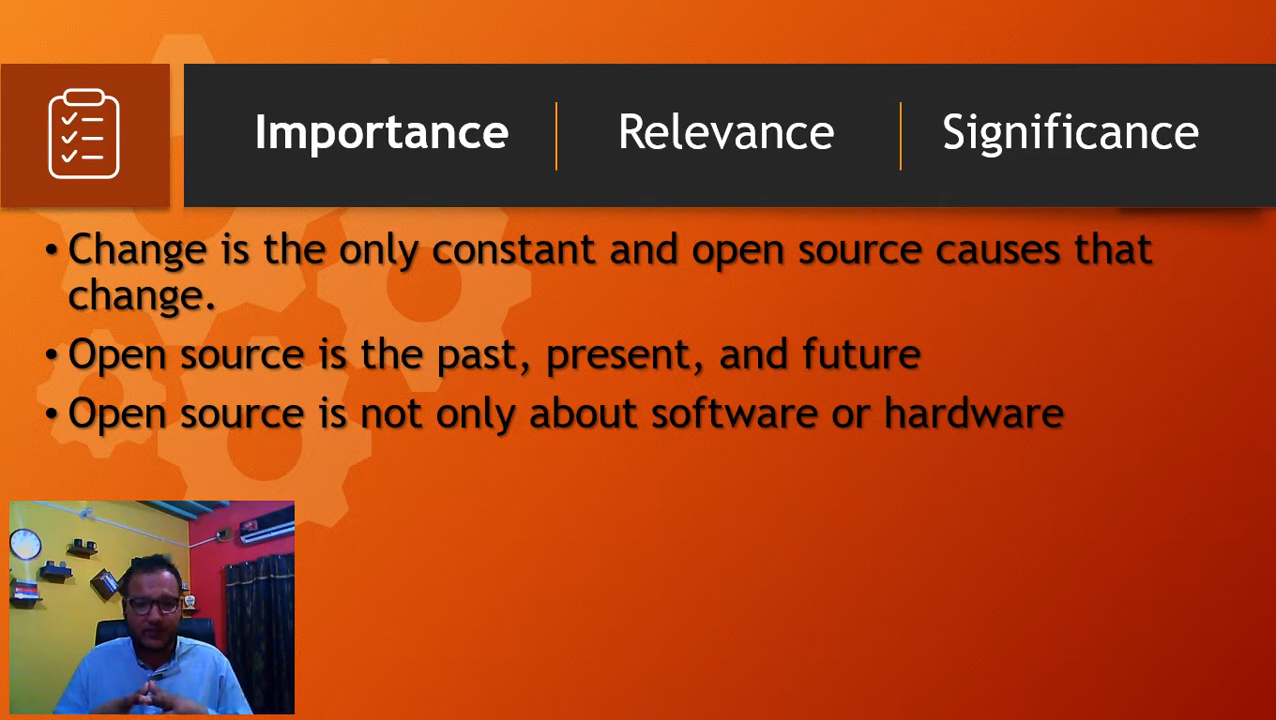 Importance
Relevance
Significance
• Change is the only constant and open source causes that
change.
• Open source is the past, present, and future
• Open source is not only about software or hardware